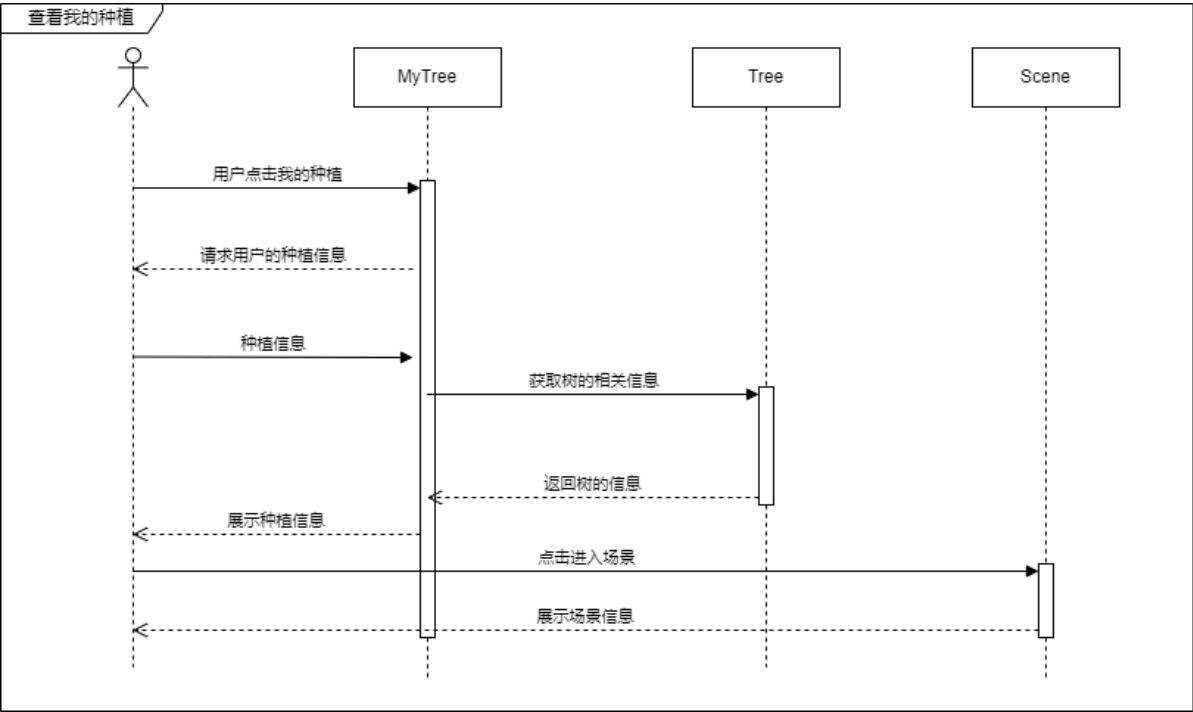 查看我的种植
MyTree
Tree
Scene
用户点击我的种植
请求用户的种植信息
种植信息
获取树的相关信息
返回树的信息
展示种植信息
点击进入场景
展示场景信息